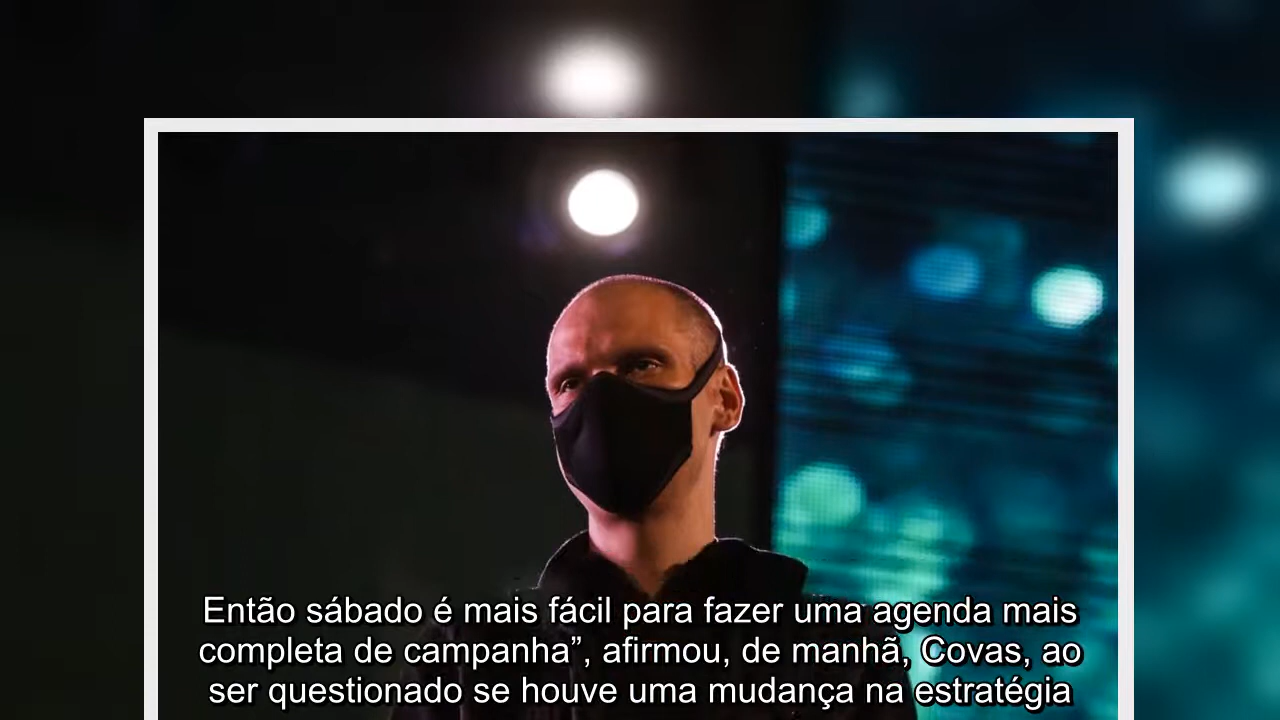 Então sábado é mais fácil para fazer uma agenda mais
completa de campanha”, afirmou, de manhã, Covas, ao
ser questionado se houve uma mudança na estratégia